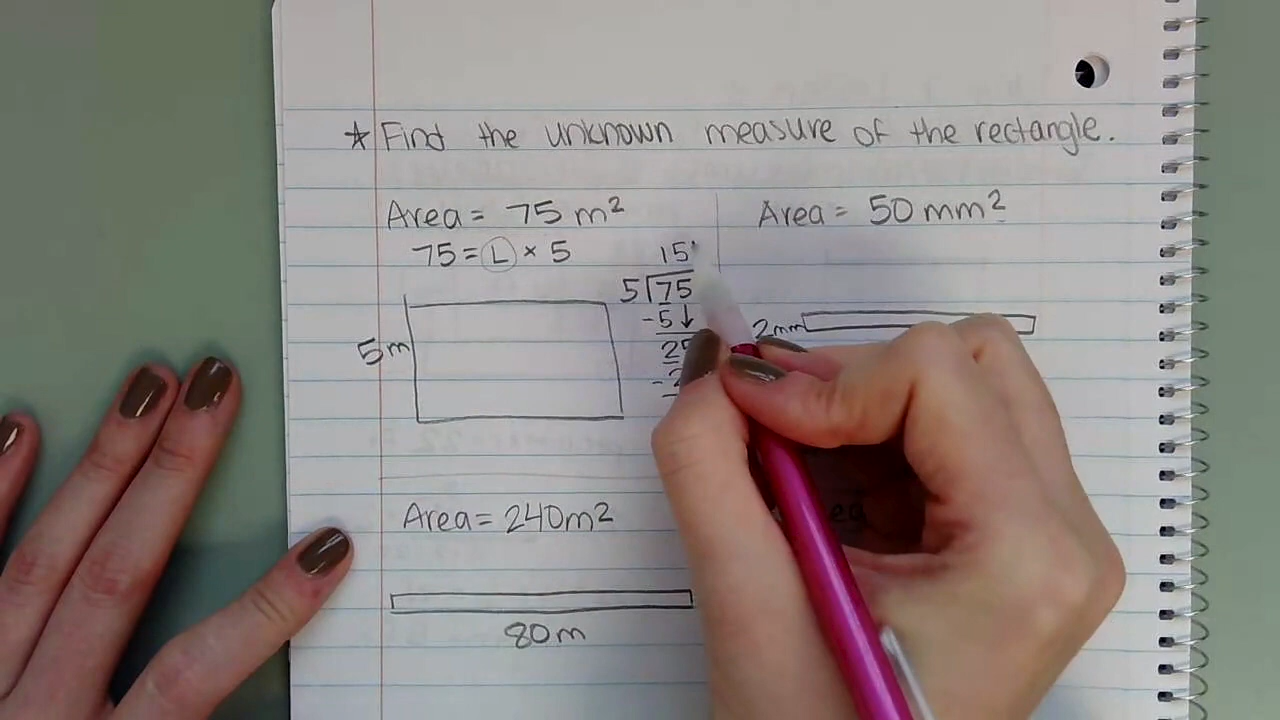 * Find the unknown measure of the rectangle.
Area = 75 m²
75 = L × 5
5m
15
5 75
-5↓
25
-2
Area = 50 mm²
2mm
Area = 240m²
80m